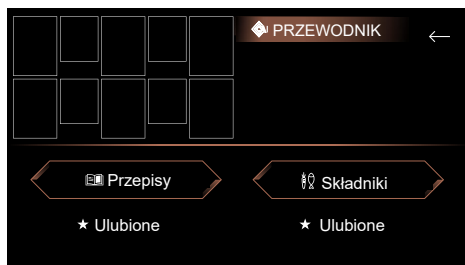 PRZEWODNIK
Przepisy
Składniki
★ Ulubione
★ Ulubione